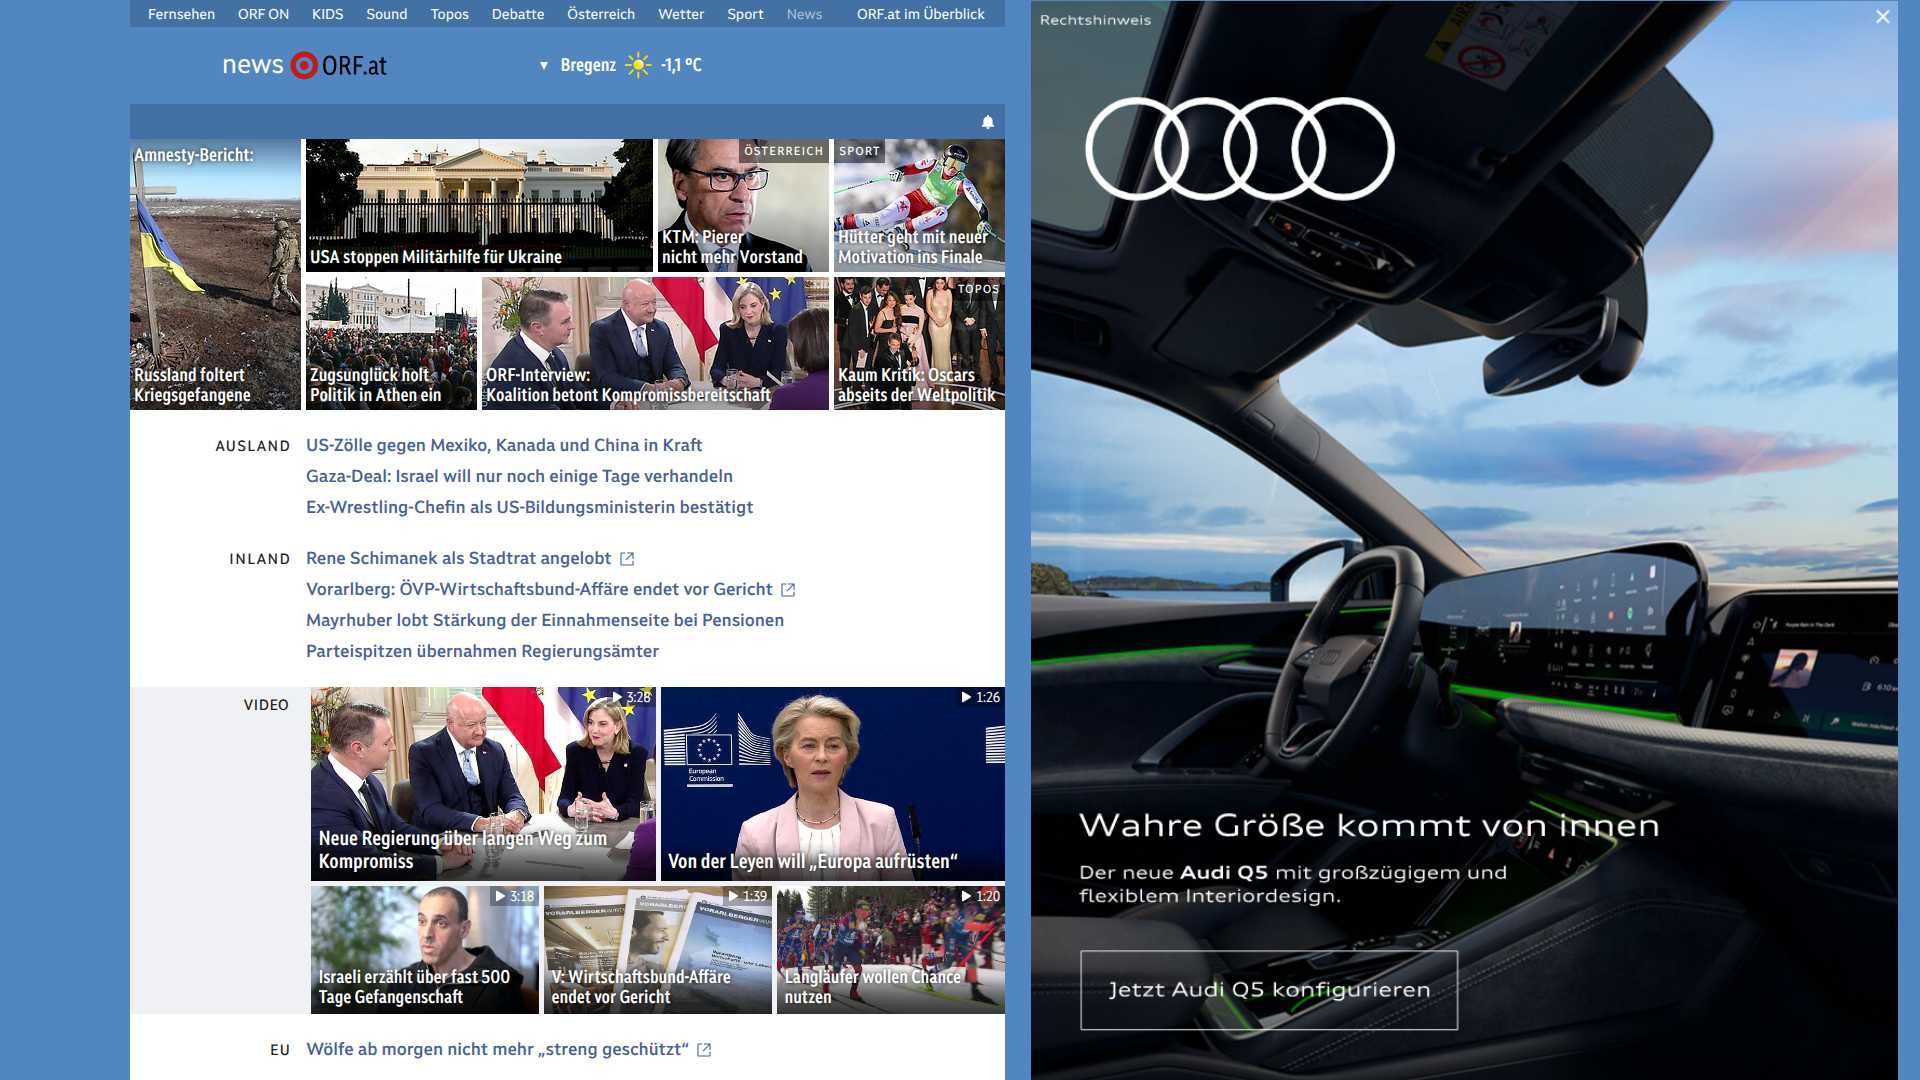 Fernsehen ORF ON KIDS Sound Topos Debatte Österreich Wetter Sport News ORF.at im Überblick
news ORF.at
Bregenz -1,1 °C
Amnesty-Bericht:
Russland foltert
Kriegsgefangene
USA stoppen Militärhilfe für Ukraine
ÖSTERREICH
KTM: Pierer
nicht mehr Vorstand
SPORT
Hütter geht mit neuer
Motivation ins Finale
Zugsunglück holt
Politik in Athen ein
ORF-Interview:
Koalition betont Kompromissbereitschaft
TOPOS
Kaum Kritik: Oscars
abseits der Weltpolitik
AUSLAND
US-Zölle gegen Mexiko, Kanada und China in Kraft
Gaza-Deal: Israel will nur noch einige Tage verhandeln
Ex-Wrestling-Chefin als US-Bildungsministerin bestätigt
INLAND
Rene Schimanek als Stadtrat angelobt
Vorarlberg: ÖVP-Wirtschaftsbund-Affäre endet vor Gericht
Mayrhuber lobt Stärkung der Einnahmenseite bei Pensionen
Parteispitzen übernahmen Regierungsämter
VIDEO
3:28
Neue Regierung über langen Weg zum
Kompromiss
1:26
European
Commission
Von der Leyen will „Europa aufrüsten“
3:18
Israeli erzählt über fast 500
Tage Gefangenschaft
1:39
V: Wirtschaftsbund-Affäre
endet vor Gericht
1:20
Langläufer wollen Chance
nutzen
EU
Wölfe ab morgen nicht mehr „streng geschützt“
Rechtshinweis
Wahre Größe kommt von innen
Der neue Audi Q5 mit großzügigem und
flexiblem Interiordesign.
Jetzt Audi Q5 konfigurieren